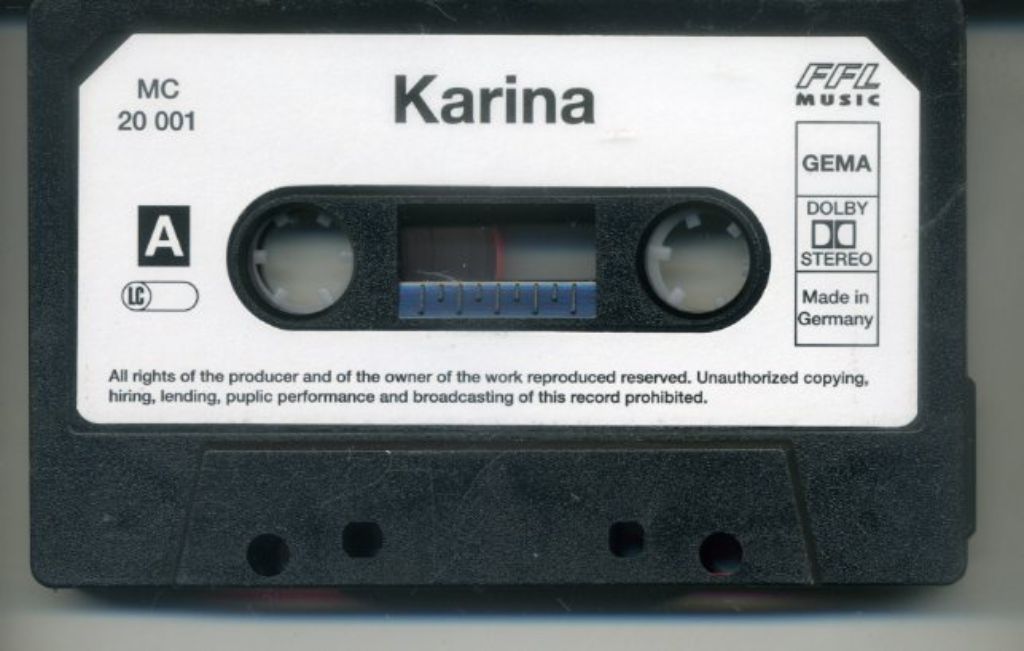 MC
20 001
Karina
FFL
MUSIC
A
LC
GEMA
DOLBY
STEREO
Made in
Germany
All rights of the producer and of the owner of the work reproduced reserved. Unauthorized copying,
hiring, lending, puplic performance and broadcasting of this record prohibited.